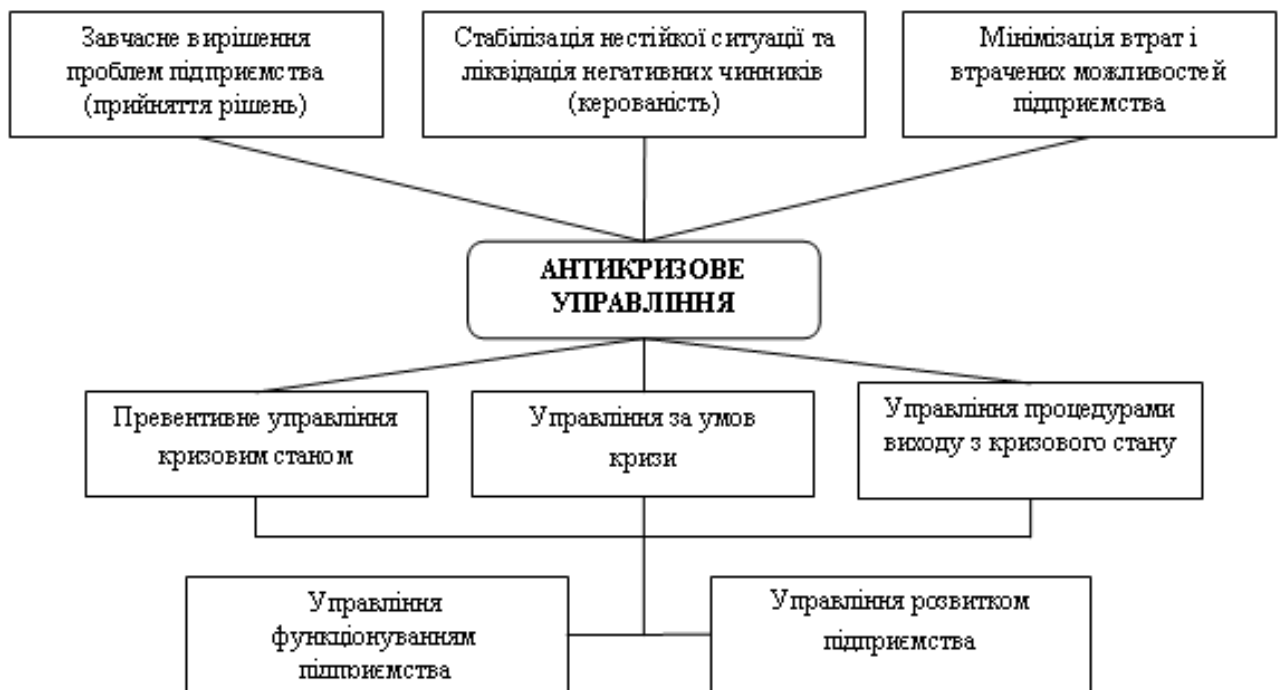 Завчасне вирішення
проблем підприємства
(прийняття рішень)
Стабілізація нестійкої ситуації та
ліквідація негативних чинників
(керованість)
Мінімізація втрат і
втрачених можливостей
підприємства
АНТИКРИЗОВЕ
УПРАВЛІННЯ
Превентивне управління
кризовим станом
Управління за умов
кризи
Управління процедурами
виходу з кризового стану
Управління
функціонуванням
підприємства
Управління розвитком
підприємства